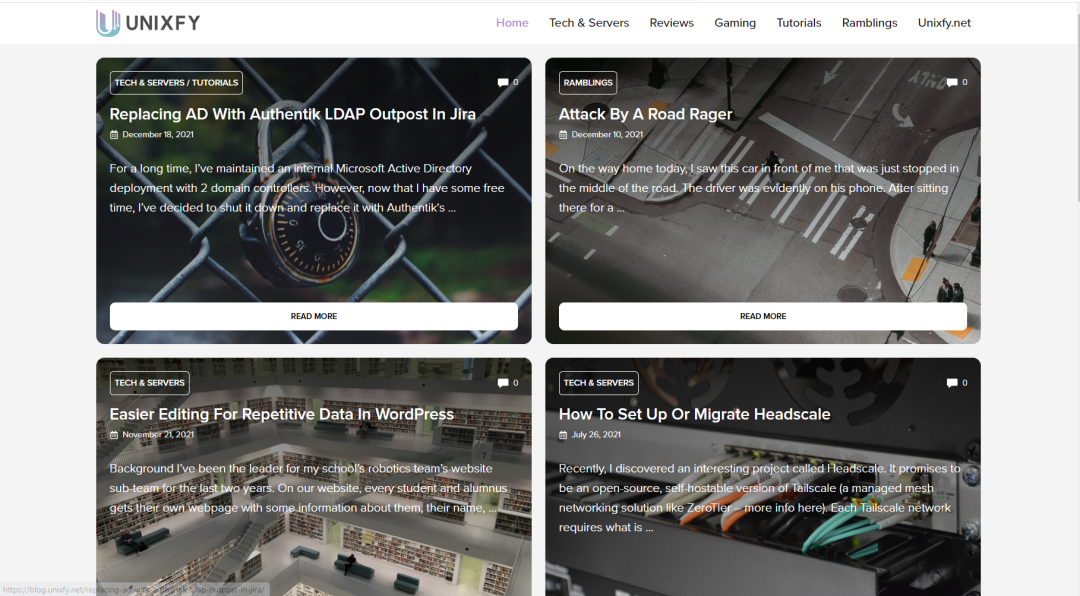 UNIXFY
Home Tech & Servers Reviews Gaming Tutorials Ramblings Unixfy.net
TECH & SERVERS / TUTORIALS
0
Replacing AD With Authentik LDAP Outpost In Jira
December 18, 2021
For a long time, I've maintained an internal Microsoft Active Directory
deployment with 2 domain controllers. However, now that I have some free
time, I've decided to shut it down and replace it with Authentik's ...
READ MORE
RAMBLINGS
0
Attack By A Road Rager
December 10, 2021
On the way home today, I saw this car in front of me that was just stopped in
the middle of the road. The driver was evidently on his phone. After sitting
there for a ...
READ MORE
TECH & SERVERS
0
Easier Editing For Repetitive Data In WordPress
November 21, 2021
Background I've been the leader for my school's robotics team's website
sub-team for the last two years. On our website, every student and alumnus
gets their own webpage with some information about them, their name, ...
TECH & SERVERS
0
How To Set Up Or Migrate Headscale
July 26, 2021
Recently, I discovered an interesting project called Headscale. It promises to
be an open-source, self-hostable version of Tailscale (a managed mesh
networking solution like ZeroTier – more info here). Each Tailscale network
requires what is ...
https://blog.unixfy.net/replacing-ad-with-authentik-ldap-outpost-in-jira/